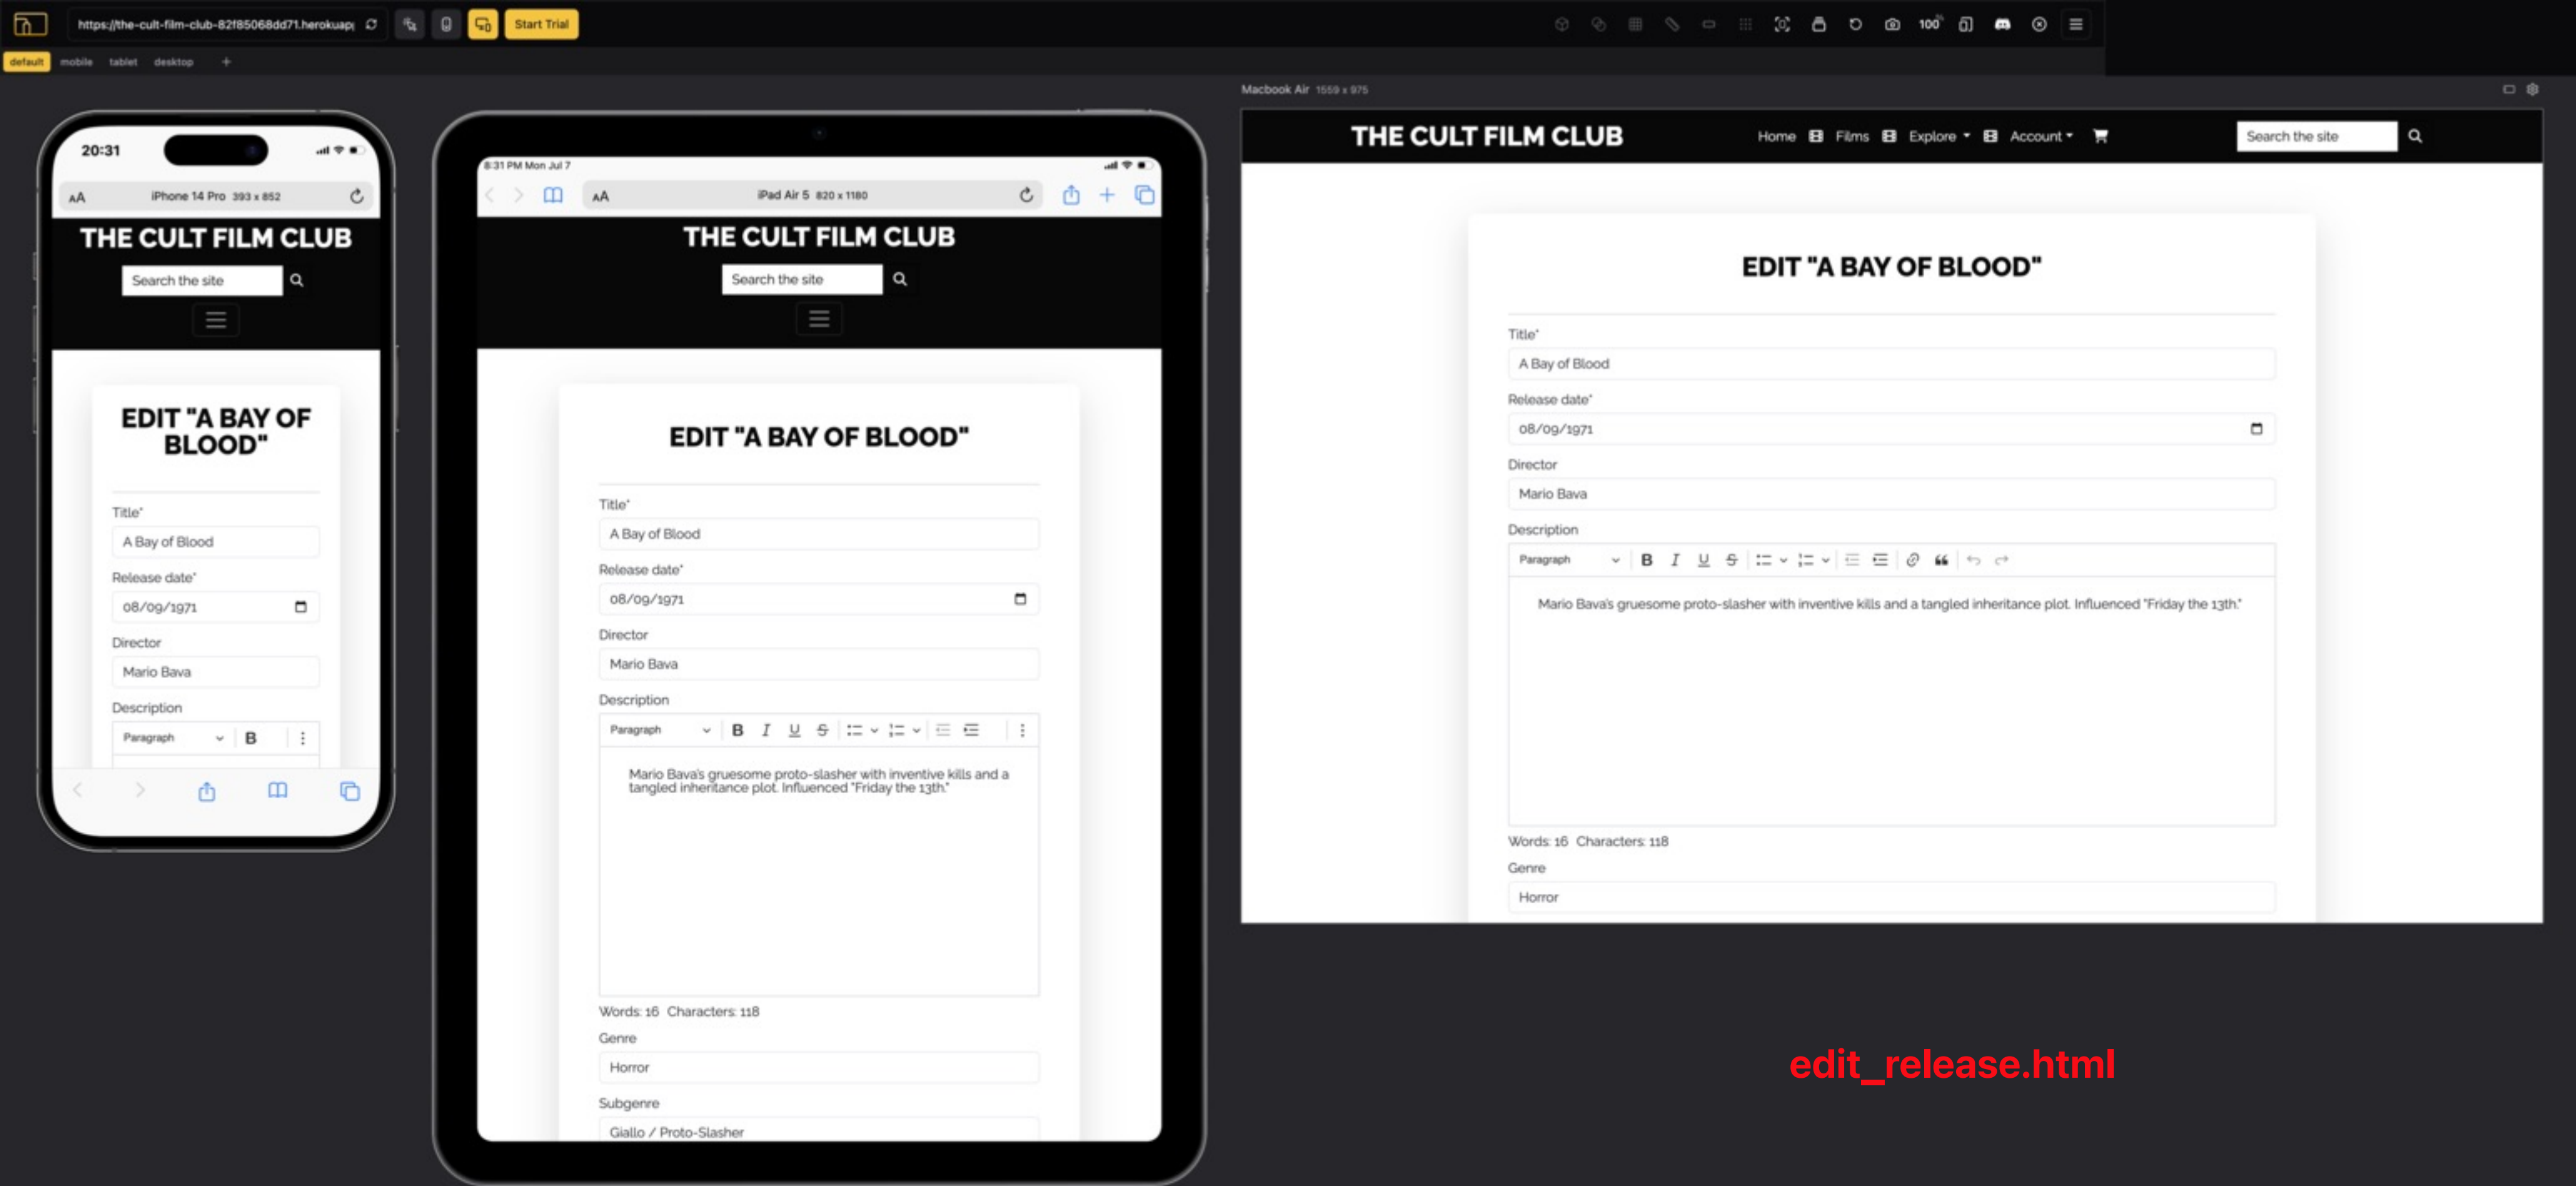 https://the-cult-film-club-82f85068dd71.herokuap
Start Trial
100%
default mobile tablet desktop +
20:31
AA iPhone 14 Pro 393 x 852
THE CULT FILM CLUB
Search the site
EDIT "A BAY OF
BLOOD"
Title*
A Bay of Blood
Release date*
08/09/1971
Director
Mario Bava
Description
Paragraph B
8:31 PM Mon Jul 7
AA iPad Air 5 820 x 1180
THE CULT FILM CLUB
Search the site
EDIT "A BAY OF BLOOD"
Title*
A Bay of Blood
Release date*
08/09/1971
Director
Mario Bava
Description
Paragraph B I U S
Mario Bava's gruesome proto-slasher with inventive kills and a
tangled inheritance plot. Influenced "Friday the 13th."
Words: 16 Characters: 118
Genre
Horror
Subgenre
Giallo / Proto-Slasher
Macbook Air 1559 x 975
THE CULT FILM CLUB Home Films Explore Account Search the site
EDIT "A BAY OF BLOOD"
Title*
A Bay of Blood
Release date*
08/09/1971
Director
Mario Bava
Description
Paragraph B I U S
Mario Bava's gruesome proto-slasher with inventive kills and a tangled inheritance plot. Influenced "Friday the 13th."
Words: 16 Characters: 118
Genre
Horror
edit_release.html